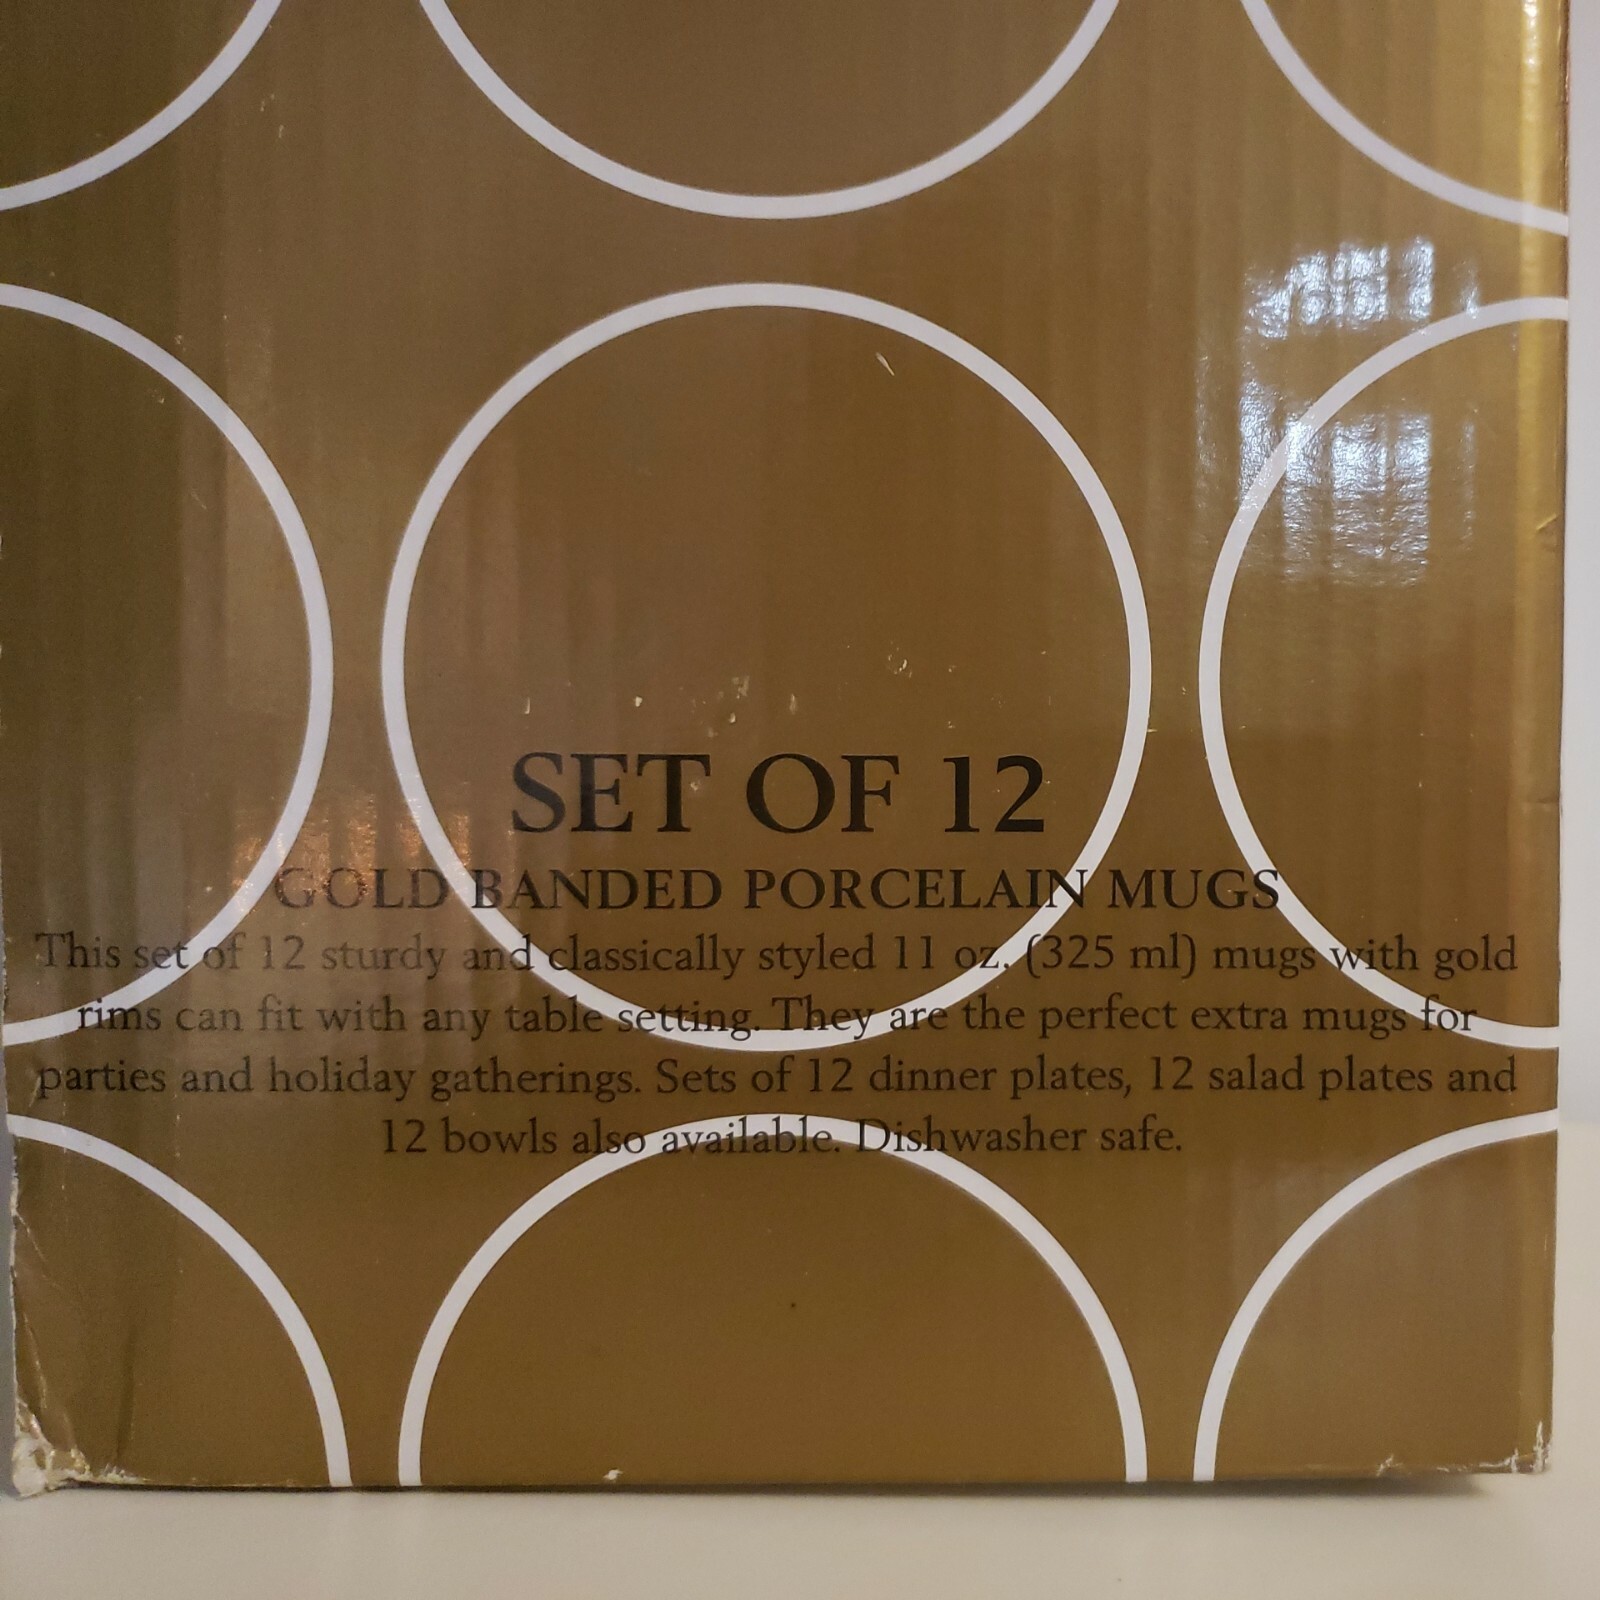 SET OF 12
GOLD BANDED PORCELAIN MUGS
This set of 12 sturdy and classically styled 11 oz. (325 ml) mugs with gold
rims can fit with any table setting. They are the perfect extra mugs for
parties and holiday gatherings. Sets of 12 dinner plates, 12 salad plates and
12 bowls also available. Dishwasher safe.